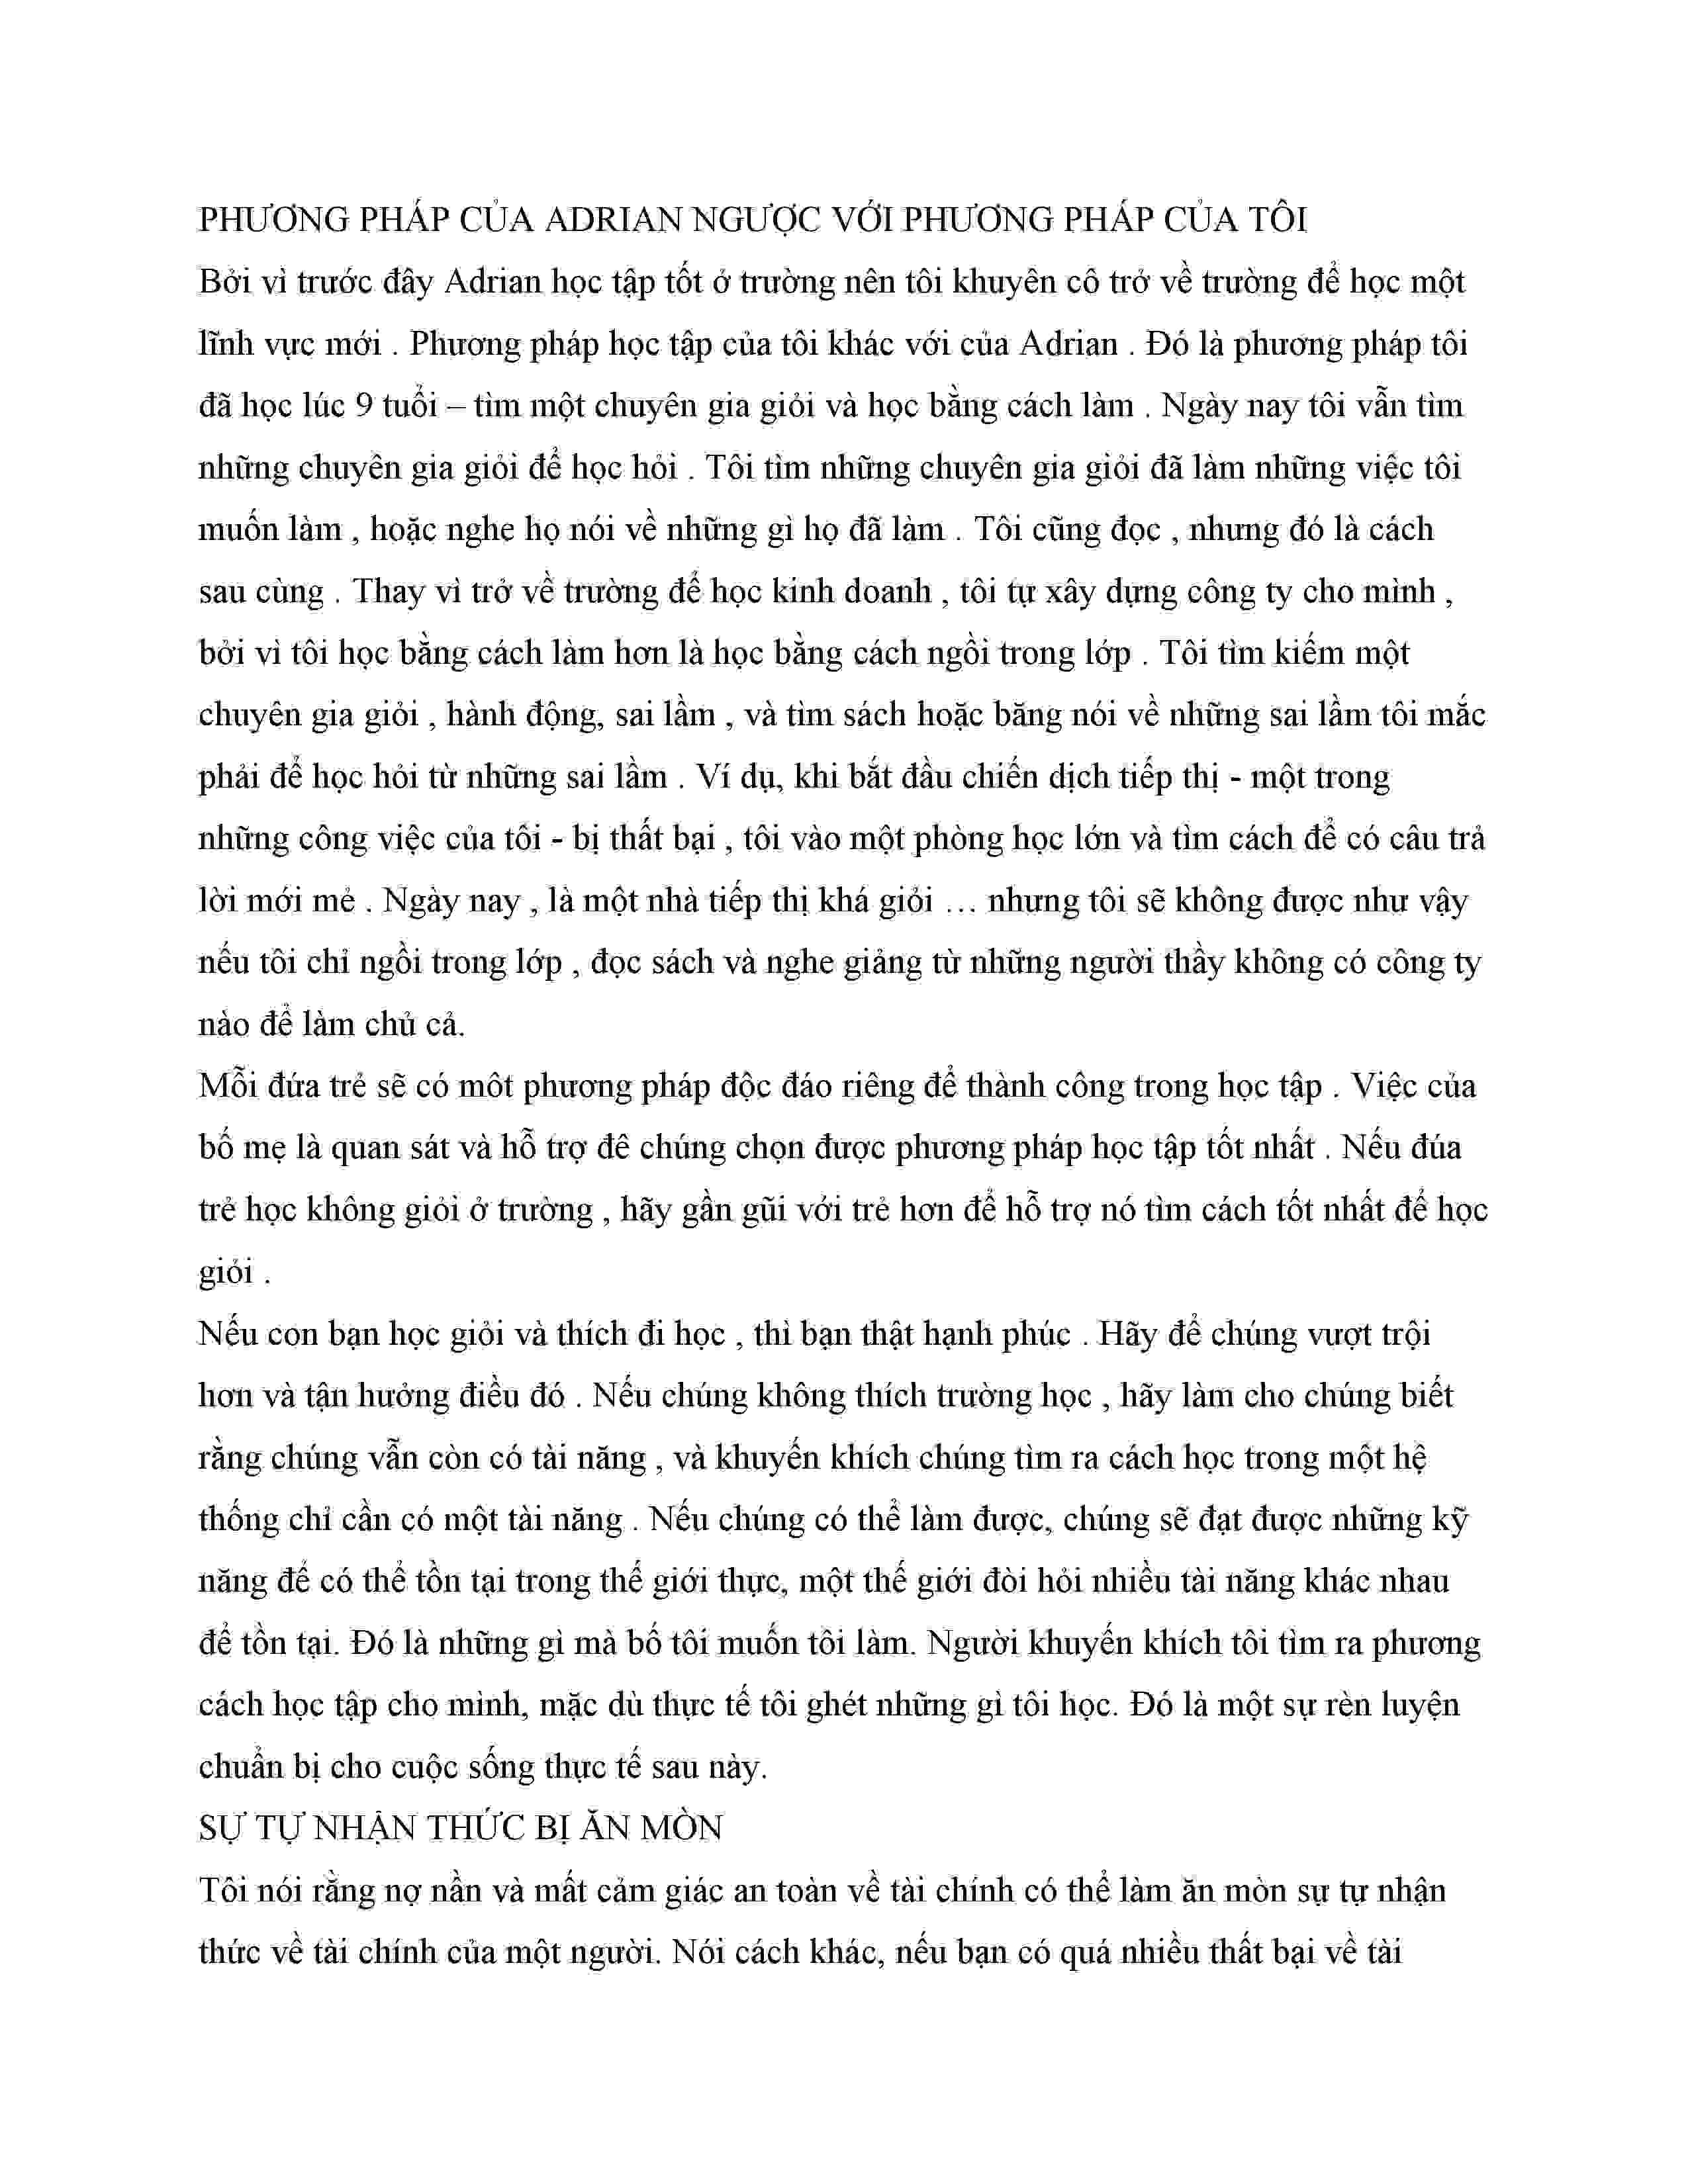 PHƯƠNG PHÁP CỦA ADRIAN NGƯỢC VỚI PHƯƠNG PHÁP CỦA TÔI
Bởi vì trước đây Adrian học tập tốt ở trường nên tôi khuyên cô trở về trường để học một
lĩnh vực mới . Phương pháp học tập của tôi khác với của Adrian . Đó là phương pháp tôi
đã học lúc 9 tuổi – tìm một chuyên gia giỏi và học bằng cách làm . Ngày nay tôi vẫn tìm
những chuyên gia giỏi để học hỏi . Tôi tìm những chuyên gia giỏi đã làm những việc tôi
muốn làm , hoặc nghe họ nói về những gì họ đã làm . Tôi cũng đọc , nhưng đó là cách
sau cùng . Thay vì trở về trường để học kinh doanh , tôi tự xây dựng công ty cho mình ,
bởi vì tôi học bằng cách làm hơn là học bằng cách ngồi trong lớp . Tôi tìm kiếm một
chuyên gia giỏi , hành động, sai lầm , và tìm sách hoặc băng nói về những sai lầm tôi mắc
phải để học hỏi từ những sai lầm . Ví dụ, khi bắt đầu chiến dịch tiếp thị - một trong
những công việc của tôi - bị thất bại , tôi vào một phòng học lớn và tìm cách để có câu trả
lời mới mẻ . Ngày nay , là một nhà tiếp thị khá giỏi … nhưng tôi sẽ không được như vậy
nếu tôi chỉ ngồi trong lớp , đọc sách và nghe giảng từ những người thầy không có công ty
nào để làm chủ cả.
Mỗi đứa trẻ sẽ có môt phương pháp độc đáo riêng để thành công trong học tập . Việc của
bố mẹ là quan sát và hỗ trợ đê chúng chọn được phương pháp học tập tốt nhất . Nếu đúa
trẻ học không giỏi ở trường , hãy gần gũi với trẻ hơn để hỗ trợ nó tìm cách tốt nhất để học
giỏi .
Nếu con bạn học giỏi và thích đi học , thì bạn thật hạnh phúc . Hãy để chúng vượt trội
hơn và tận hưởng điều đó . Nếu chúng không thích trường học , hãy làm cho chúng biết
rằng chúng vẫn còn có tài năng , và khuyến khích chúng tìm ra cách học trong một hệ
thống chỉ cần có một tài năng . Nếu chúng có thể làm được, chúng sẽ đạt được những kỹ
năng để có thể tồn tại trong thế giới thực, một thế giới đòi hỏi nhiều tài năng khác nhau
để tồn tại. Đó là những gì mà bố tôi muốn tôi làm. Người khuyến khích tôi tìm ra phương
cách học tập cho mình, mặc dù thực tế tôi ghét những gì tôi học. Đó là một sự rèn luyện
chuẩn bị cho cuộc sống thực tế sau này.
SỰ TỰ NHẬN THỨC BỊ ĂN MÒN
Tôi nói rằng nợ nần và mất cảm giác an toàn về tài chính có thể làm ăn mòn sự tự nhận
thức về tài chính của một người. Nói cách khác, nếu bạn có quá nhiều thất bại về tài